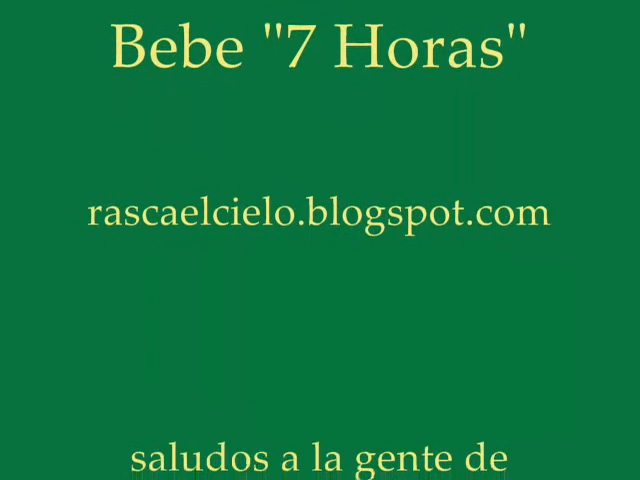 Bebe "7 Horas"
rascaelcielo.blogspot.com
saludos a la gente de